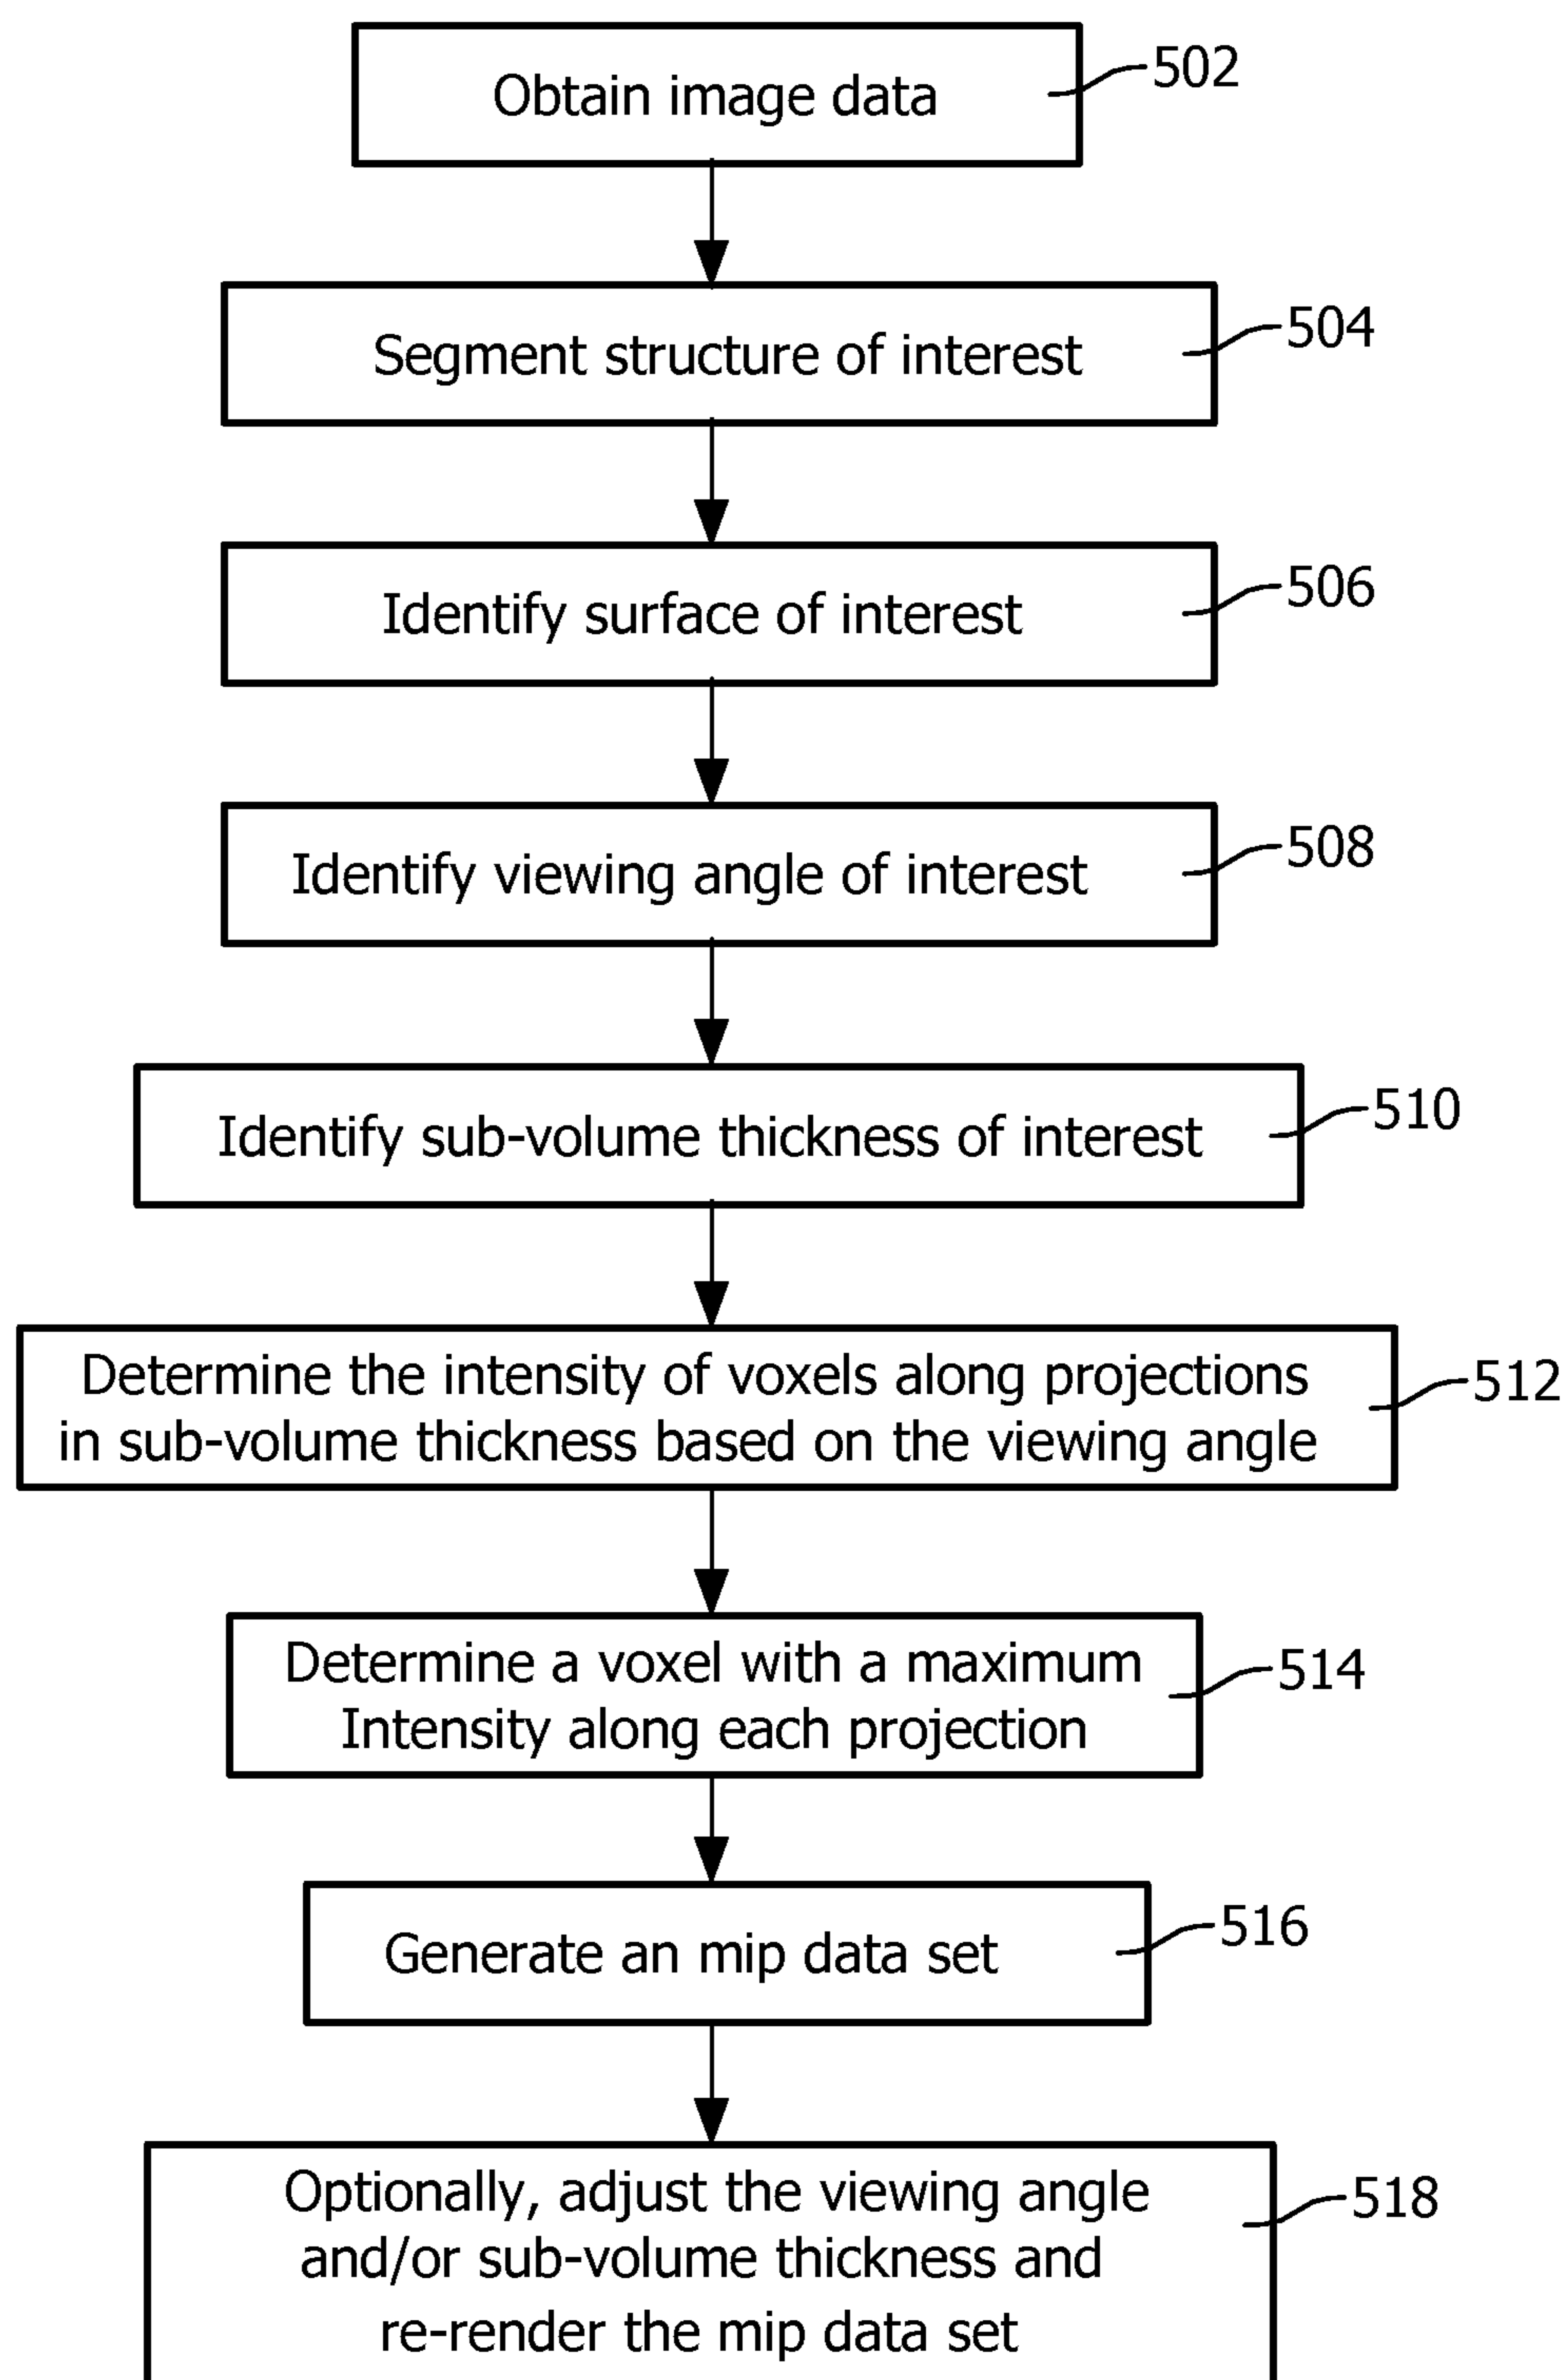 Obtain image data
502
Segment structure of interest
504
Identify surface of interest
506
Identify viewing angle of interest
508
Identify sub-volume thickness of interest
510
Determine the intensity of voxels along projections
in sub-volume thickness based on the viewing angle
512
Determine a voxel with a maximum
Intensity along each projection
514
Generate an mip data set
516
Optionally, adjust the viewing angle
and/or sub-volume thickness and
re-render the mip data set
518